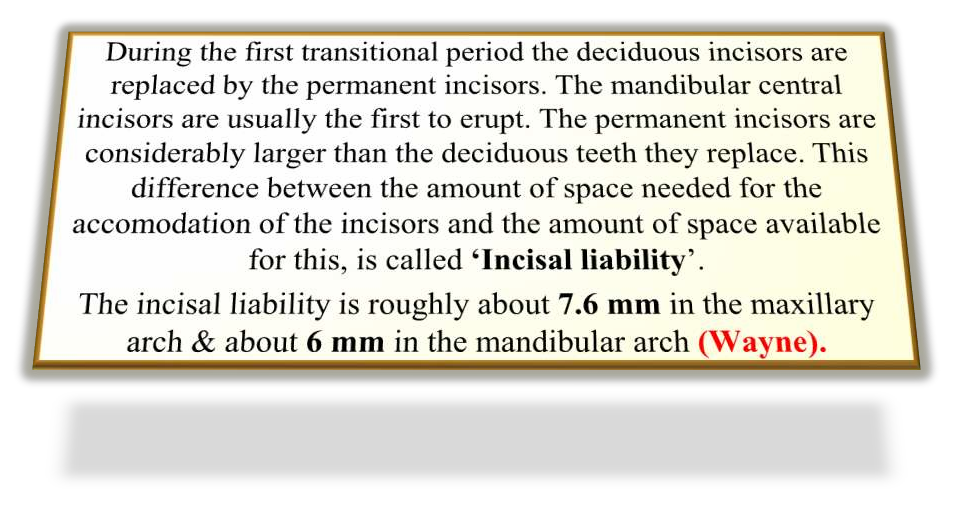 During the first transitional period the deciduous incisors are
replaced by the permanent incisors. The mandibular central
incisors are usually the first to erupt. The permanent incisors are
considerably larger than the deciduous teeth they replace. This
difference between the amount of space needed for the
accomodation of the incisors and the amount of space available
for this, is called ‘Incisal liability’.
The incisal liability is roughly about 7.6 mm in the maxillary
arch & about 6 mm in the mandibular arch (Wayne).